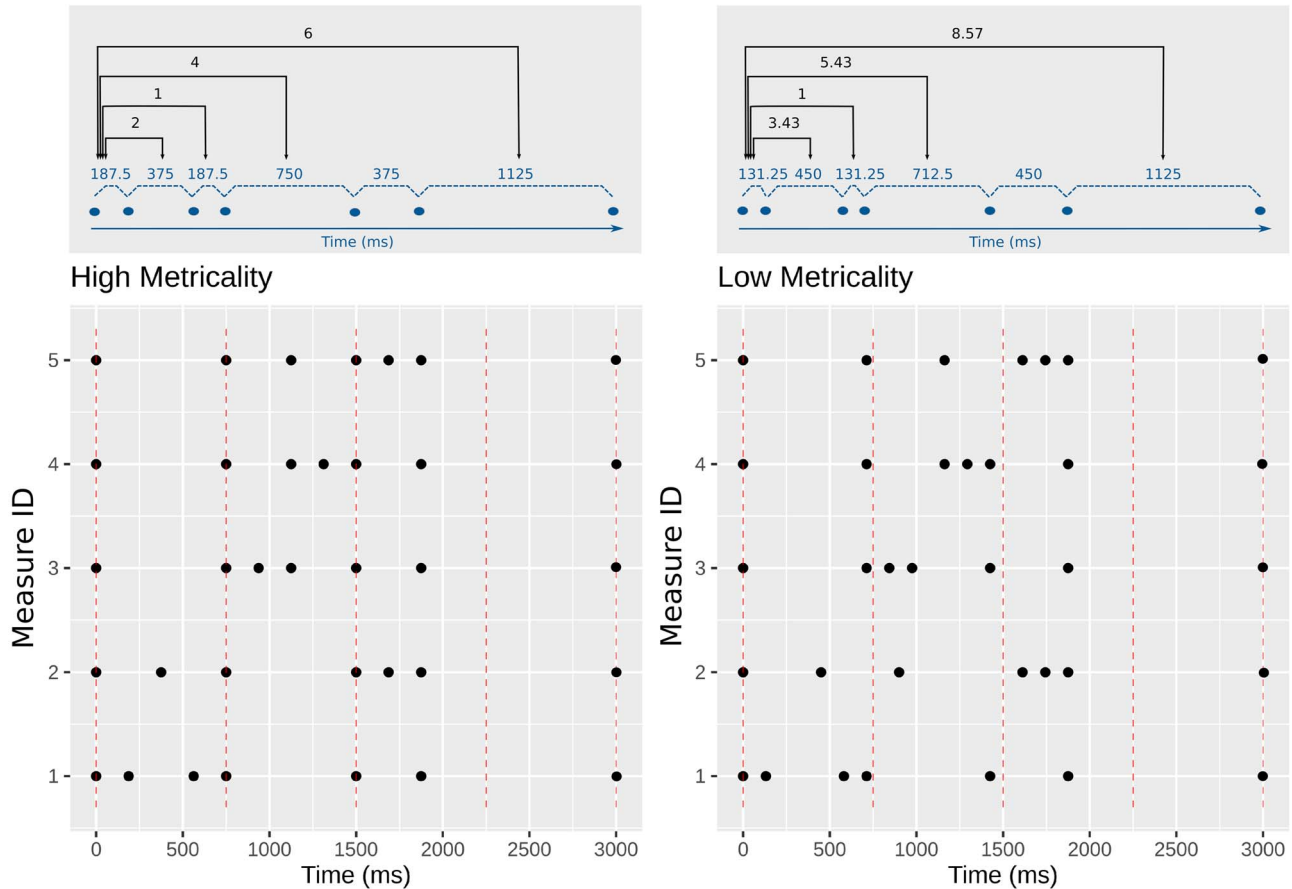 6
4
1
2
187.5 375 187.5 750 375 1125
Time (ms)
8.57
5.43
1
3.43
131.25 450 131.25 712.5 450 1125
Time (ms)
High Metricality
5
4
3
2
1
Measure ID
0 500 1000 1500 2000 2500 3000
Time (ms)
Low Metricality
5
4
3
2
1
Measure ID
0 500 1000 1500 2000 2500 3000
Time (ms)